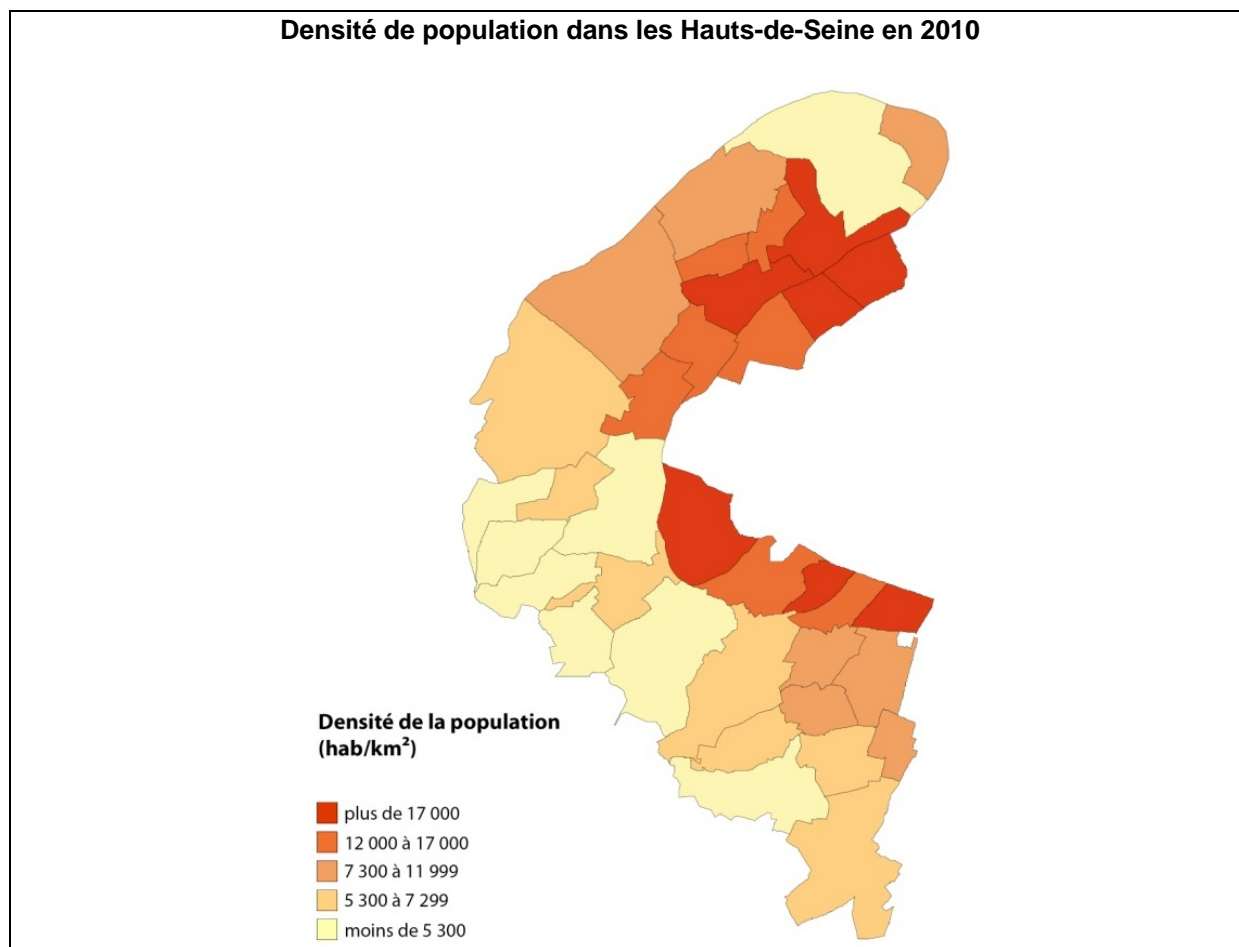 Densité de population dans les Hauts-de-Seine en 2010
Densité de la population
(hab/km²)
plus de 17 000
12 000 à 17 000
7 300 à 11 999
5 300 à 7 299
moins de 5 300